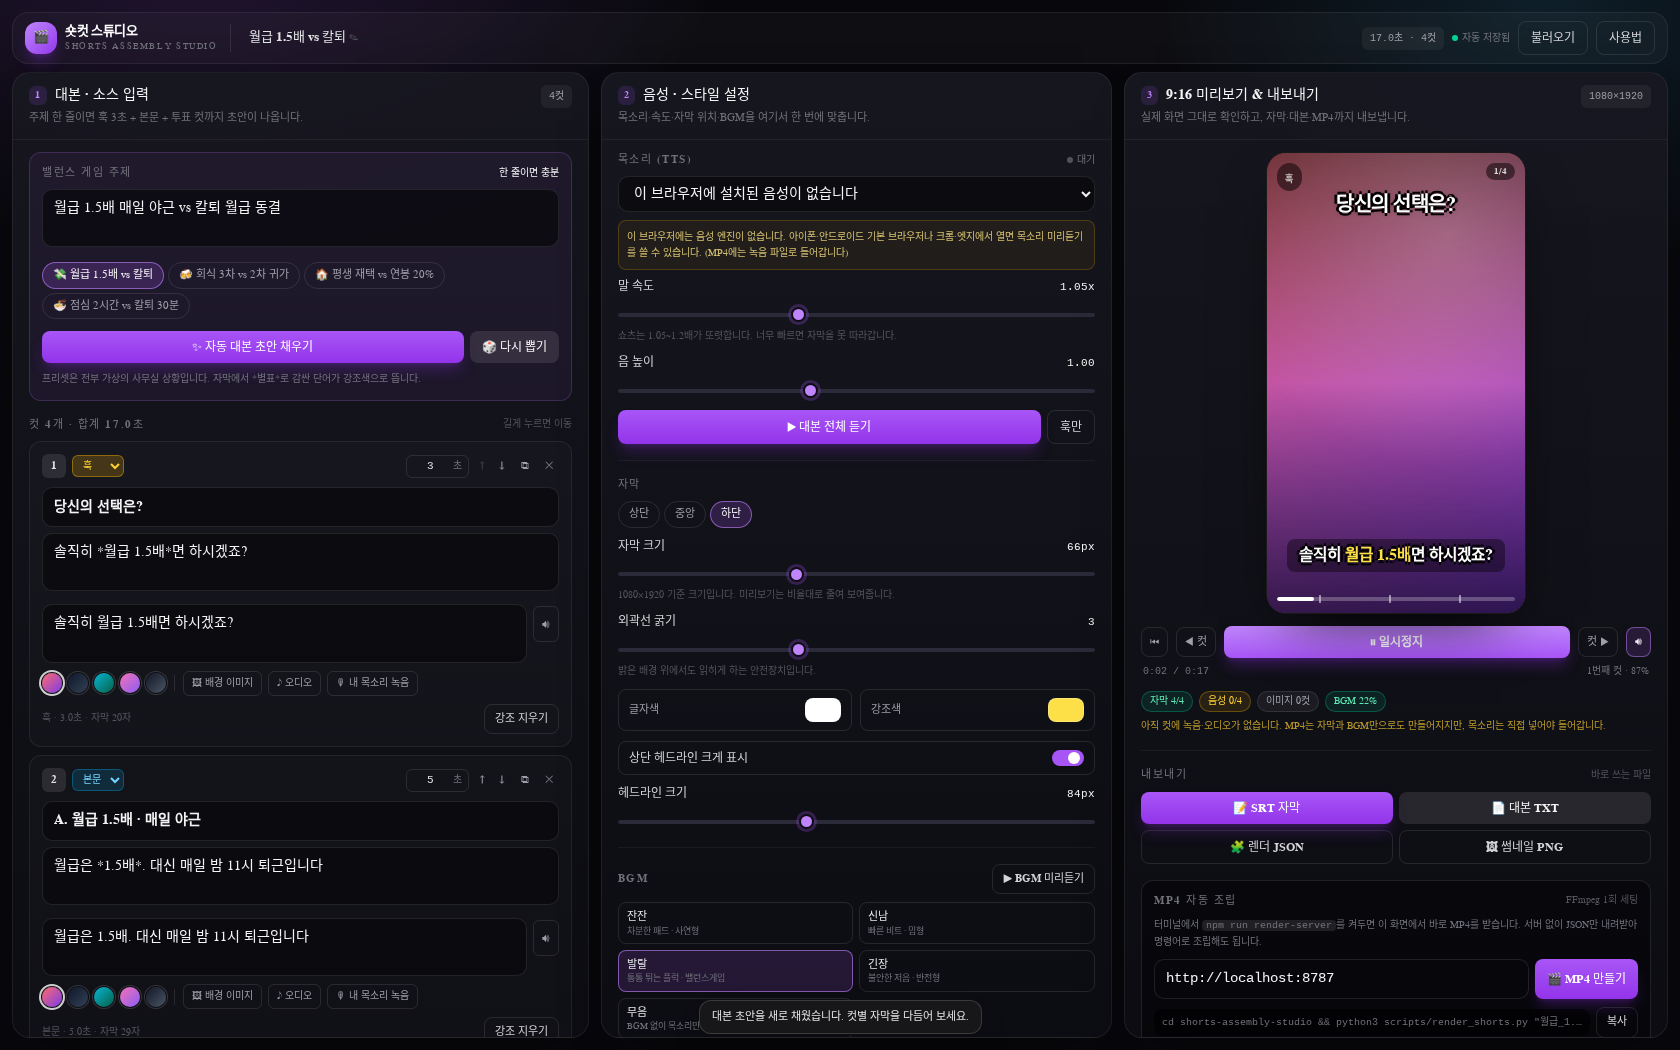 숏컷 스튜디오
SHORTS ASSEMBLY STUDIO
월급 1.5배 vs 칼퇴
17.0초 · 4컷
자동 저장됨
불러오기
사용법
1 대본 · 소스 입력
4컷
주제 한 줄이면 훅 3초 + 본문 + 투표 컷까지 초안이 나옵니다.
밸런스 게임 주제
한 줄이면 충분
월급 1.5배 매일 야근 vs 칼퇴 월급 동결
💸 월급 1.5배 vs 칼퇴
🍻 회식 3차 vs 2차 귀가
🏠 평생 재택 vs 연봉 20%
🍜 점심 2시간 vs 칼퇴 30분
✨ 자동 대본 초안 채우기
🎲 다시 뽑기
프리셋은 전부 가상의 사무실 상황입니다. 자막에서 *별표*로 감싼 단어가 강조색으로 뜹니다.
컷 4개 · 합계 17.0초
길게 누르면 이동
1 훅
3 초
↑ ↓
당신의 선택은?
솔직히 *월급 1.5배*면 하시겠죠?
솔직히 월급 1.5배면 하시겠죠?
🖼 배경 이미지
♪ 오디오
🎙 내 목소리 녹음
훅 · 3.0초 · 자막 20자
강조 지우기
2 본문
5 초
↑ ↓
A. 월급 1.5배 · 매일 야근
월급은 *1.5배*. 대신 매일 밤 11시 퇴근입니다
월급은 1.5배. 대신 매일 밤 11시 퇴근입니다
🖼 배경 이미지
♪ 오디오
🎙 내 목소리 녹음
본문 · 5.0초 · 자막 29자
강조 지우기
2 음성 · 스타일 설정
목소리·속도·자막 위치·BGM을 여기서 한 번에 맞춥니다.
목소리 (TTS)
대기
이 브라우저에 설치된 음성이 없습니다
이 브라우저에는 음성 엔진이 없습니다. 아이폰·안드로이드 기본 브라우저나 크롬·엣지에서 열면 목소리 미리듣기
를 쓸 수 있습니다. (MP4에는 녹음 파일로 들어갑니다)
말 속도
1.05x
쇼츠는 1.05~1.2배가 또렷합니다. 너무 빠르면 자막을 못 따라갑니다.
음 높이
1.00
▶ 대본 전체 듣기
훅만
자막
상단
중앙
하단
자막 크기
66px
1080×1920 기준 크기입니다. 미리보기는 비율대로 줄여 보여줍니다.
외곽선 굵기
3
밝은 배경 위에서도 읽히게 하는 안전장치입니다.
글자색
강조색
상단 헤드라인 크게 표시
헤드라인 크기
84px
BGM
▶ BGM 미리듣기
잔잔
차분한 패드 · 사연형
신남
빠른 비트 · 밈형
발달
통통 튀는 플럭 · 밸런스게임
긴장
불안한 저음 · 반전형
무음
BGM 없이 목소리만
대본 초안을 새로 채웠습니다. 컷별 자막을 다듬어 보세요.
3 9:16 미리보기 & 내보내기
1080×1920
실제 화면 그대로 확인하고, 자막·대본·MP4까지 내보냅니다.
훅
1/4
당신의 선택은?
솔직히 월급 1.5배면 하시겠죠?
⏮
◀ 컷
⏸ 일시정지
컷 ▶
0:02 / 0:17
1번째 컷 · 87%
자막 4/4
음성 0/4
이미지 0컷
BGM 22%
아직 컷에 녹음·오디오가 없습니다. MP4는 자막과 BGM만으로도 만들어지지만, 목소리는 직접 넣어야 들어갑니다.
내보내기
바로 쓰는 파일
📝 SRT 자막
📄 대본 TXT
🧩 렌더 JSON
🖼 썸네일 PNG
MP4 자동 조립
FFmpeg 1회 세팅
터미널에서 npm run render-server를 켜두면 이 화면에서 바로 MP4를 받습니다. 서버 없이 JSON만 내려받아
명령어로 조립해도 됩니다.
http://localhost:8787
🎬 MP4 만들기
cd shorts-assembly-studio && python3 scripts/render_shorts.py "월급_1.…
복사